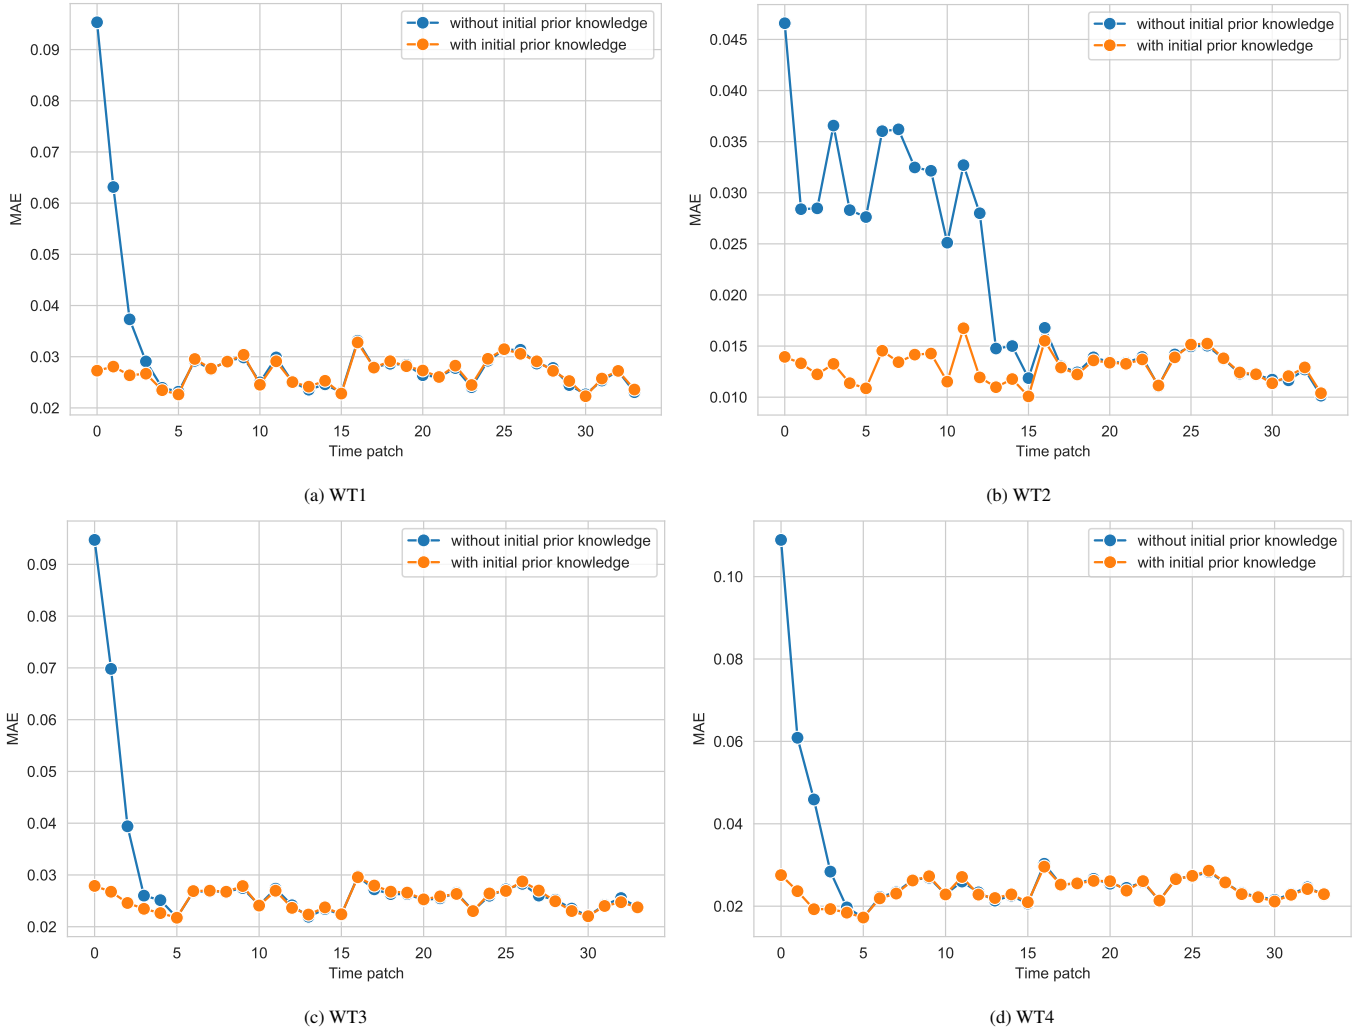 without initial prior knowledge
with initial prior knowledge
MAE
0.09
0.08
0.07
0.06
0.05
0.04
0.03
0.02
0 5 10 15 20 25 30
Time patch
(a) WT1
without initial prior knowledge
with initial prior knowledge
MAE
0.045
0.040
0.035
0.030
0.025
0.020
0.015
0.010
0 5 10 15 20 25 30
Time patch
(b) WT2
without initial prior knowledge
with initial prior knowledge
MAE
0.09
0.08
0.07
0.06
0.05
0.04
0.03
0.02
0 5 10 15 20 25 30
Time patch
(c) WT3
without initial prior knowledge
with initial prior knowledge
MAE
0.10
0.08
0.06
0.04
0.02
0 5 10 15 20 25 30
Time patch
(d) WT4